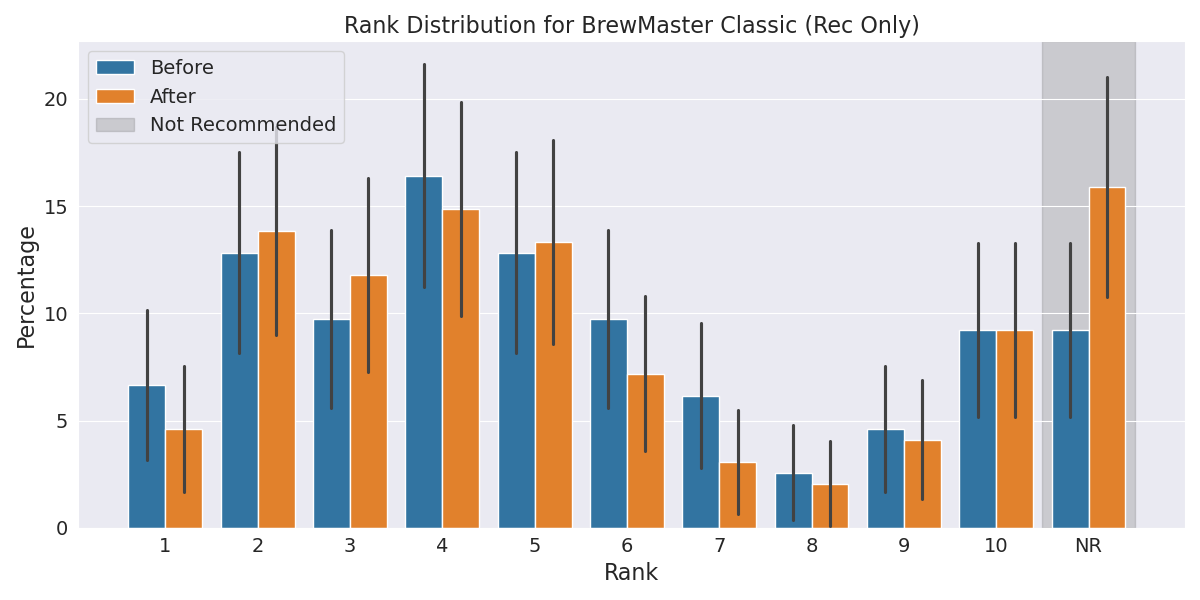 Rank Distribution for BrewMaster Classic (Rec Only)
Before
After
Not Recommended
Percentage
20
15
10
5
0
1 2 3 4 5 6 7 8 9 10 NR
Rank